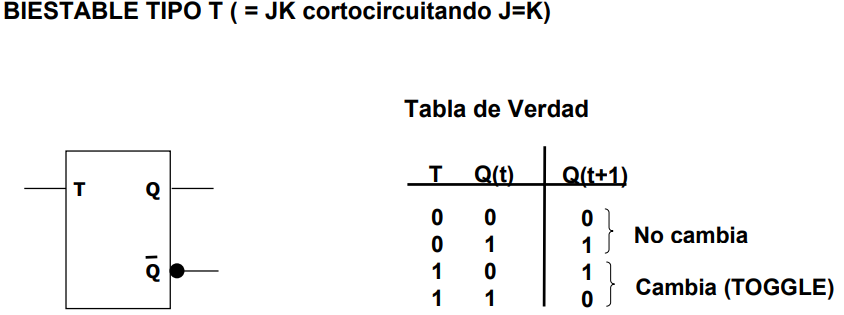 BIESTABLE TIPO T ( = JK cortocircuitando J=K)
Tabla de Verdad
T Q(t) Q(t+1)
T Q
0 0 0
0 1 1
No cambia
Q̅
1 0 1
1 1 0
Cambia (TOGGLE)